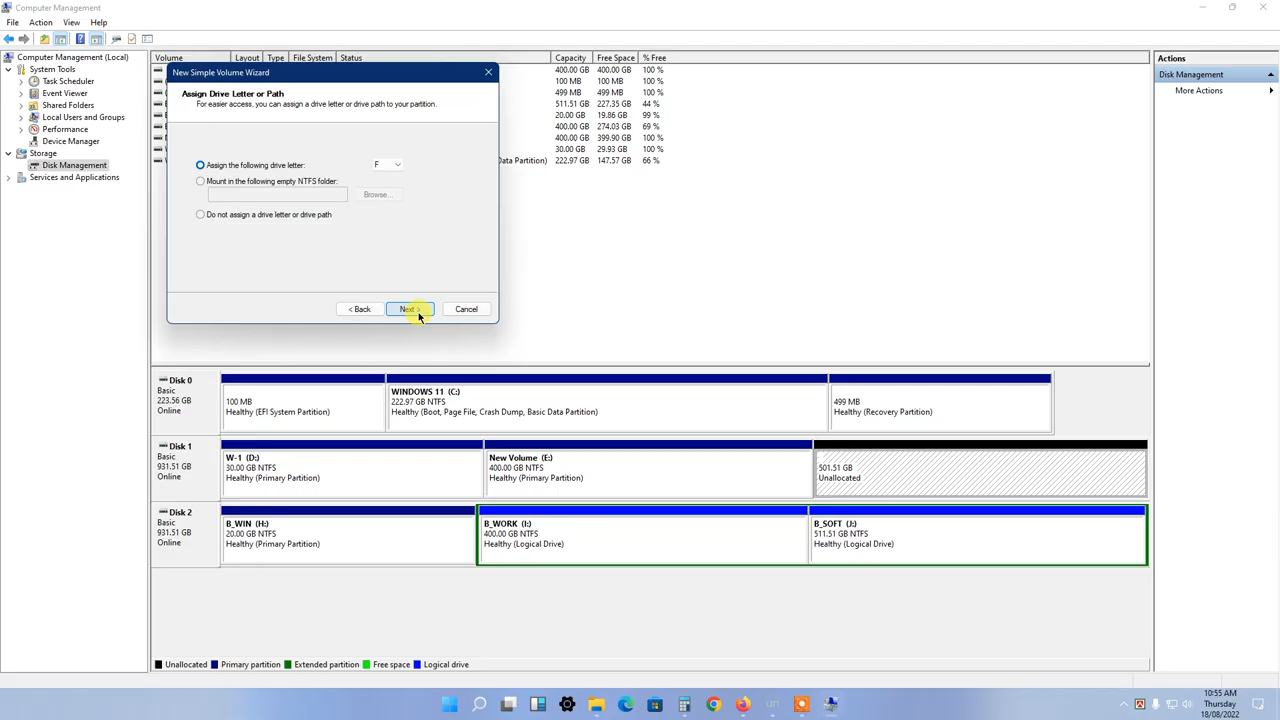 Computer Management
File Action View Help
Computer Management (Local)
System Tools
Task Scheduler
Event Viewer
Shared Folders
Local Users and Groups
Performance
Device Manager
Storage
Disk Management
Services and Applications
Volume Layout Type File System Status Capacity Free Space % Free
400.00 GB 400.00 GB 100 %
100 MB 100 MB 100 %
499 MB 499 MB 100 %
511.51 GB 227.35 GB 44 %
20.00 GB 19.86 GB 99 %
400.00 GB 274.03 GB 69 %
400.00 GB 399.90 GB 100 %
30.00 GB 29.93 GB 100 %
Data Partition) 222.97 GB 147.57 GB 66 %
New Simple Volume Wizard
Assign Drive Letter or Path
For easier access, you can assign a drive letter or drive path to your partition.
Assign the following drive letter: F
Mount in the following empty NTFS folder:
Browse...
Do not assign a drive letter or drive path
< Back Next > Cancel
Actions
Disk Management
More Actions
Disk 0
Basic
223.56 GB
Online
100 MB
Healthy (EFI System Partition)
WINDOWS 11 (C:)
222.97 GB NTFS
Healthy (Boot, Page File, Crash Dump, Basic Data Partition)
499 MB
Healthy (Recovery Partition)
Disk 1
Basic
931.51 GB
Online
W-1 (D:)
30.00 GB NTFS
Healthy (Primary Partition)
New Volume (E:)
400.00 GB NTFS
Healthy (Primary Partition)
501.51 GB
Unallocated
Disk 2
Basic
931.51 GB
Online
B_WIN (H:)
20.00 GB NTFS
Healthy (Primary Partition)
B_WORK (I:)
400.00 GB NTFS
Healthy (Logical Drive)
B_SOFT (J:)
511.51 GB NTFS
Healthy (Logical Drive)
Unallocated Primary partition Extended partition Free space Logical drive
10:55 AM
Thursday
18/08/2022